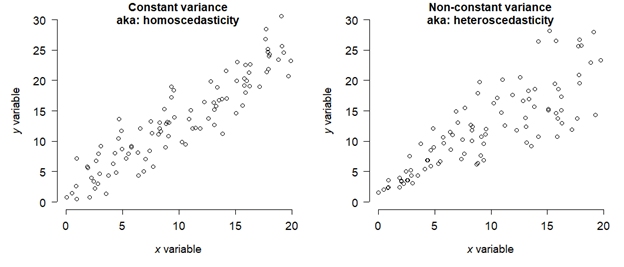 Constant variance
aka: homoscedasticity
30
25
20
15
10
5
0
y variable
0 5 10 15 20
x variable
Non-constant variance
aka: heteroscedasticity
30
25
20
15
10
5
0
y variable
0 5 10 15 20
x variable